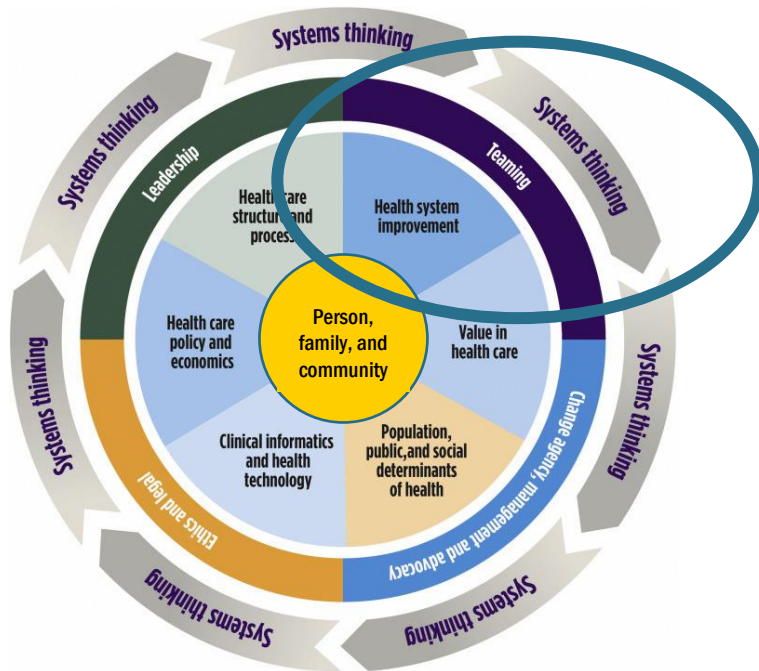 Systems thinking
Systems thinking
Systems thinking
Leadership
Teaming
Health care
structure and
process
Health system
improvement
Health care
policy and
economics
Person,
family, and
community
Value in
health care
Systems thinking
Systems thinking
Clinical informatics
and health
technology
Population,
public,and social
determinants
of health
Ethics and legal
Change agency, management and advocacy
Systems thinking
Systems thinking